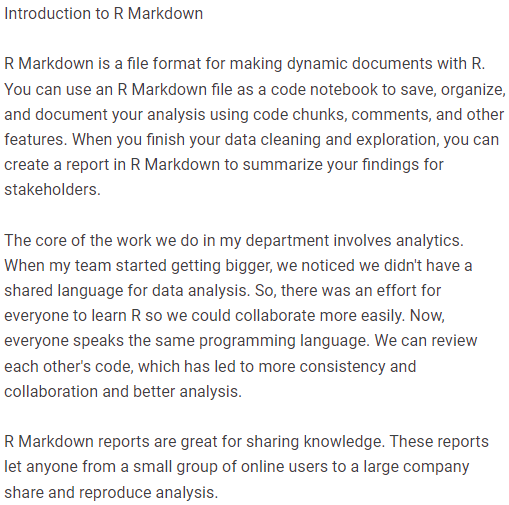 Introduction to R Markdown
R Markdown is a file format for making dynamic documents with R.
You can use an R Markdown file as a code notebook to save, organize,
and document your analysis using code chunks, comments, and other
features. When you finish your data cleaning and exploration, you can
create a report in R Markdown to summarize your findings for
stakeholders.
The core of the work we do in my department involves analytics.
When my team started getting bigger, we noticed we didn't have a
shared language for data analysis. So, there was an effort for
everyone to learn R so we could collaborate more easily. Now,
everyone speaks the same programming language. We can review
each other's code, which has led to more consistency and
collaboration and better analysis.
R Markdown reports are great for sharing knowledge. These reports
let anyone from a small group of online users to a large company
share and reproduce analysis.